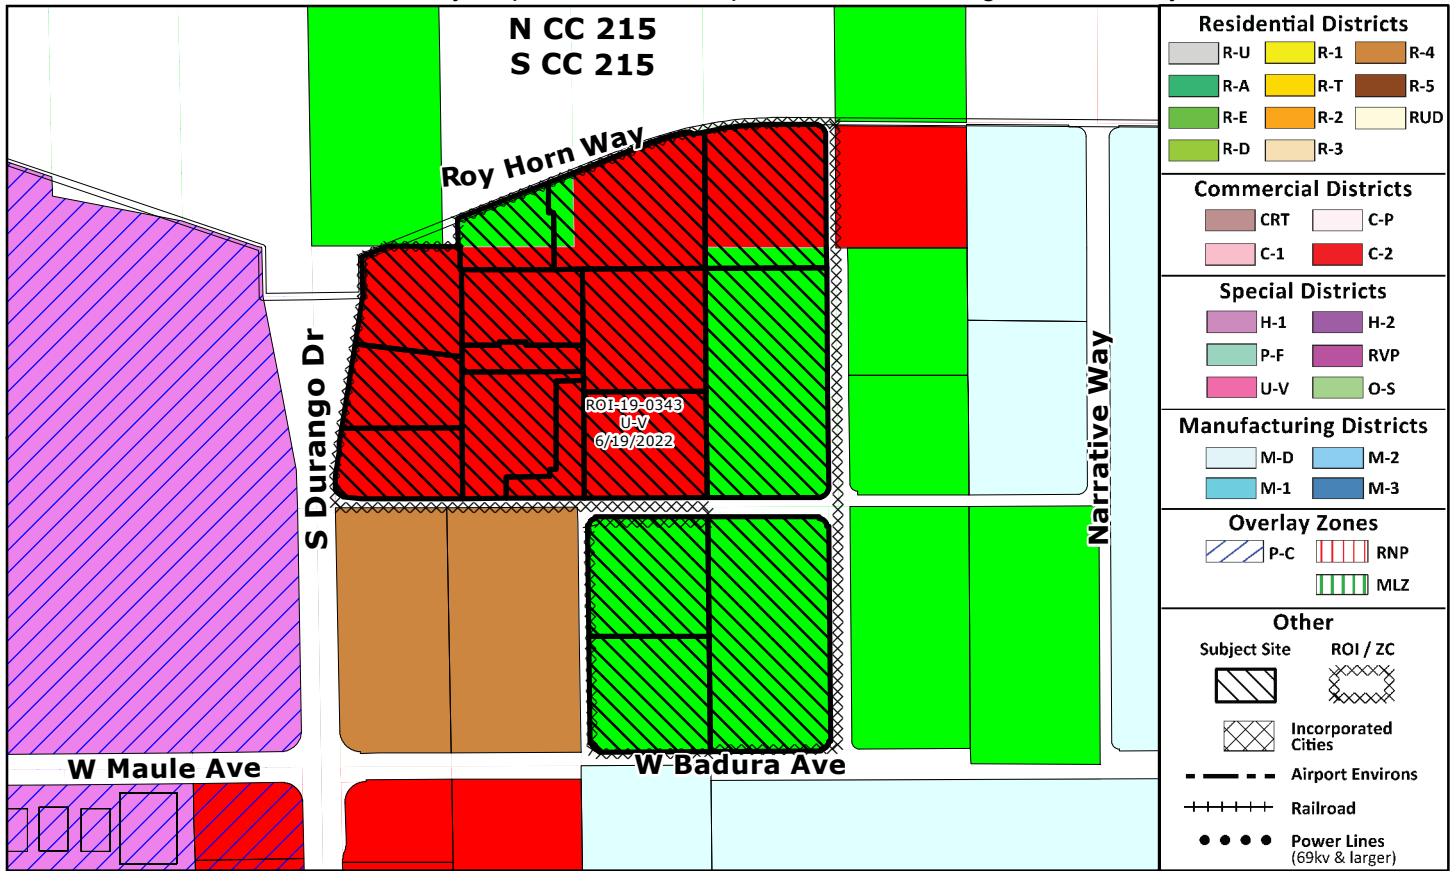 N CC 215
S CC 215
Roy Horn Way
S Durango Dr
ROI-19-0343
U-V
6/19/2022
Narrative Way
W Maule Ave
W Badura Ave
Residential Districts
R-U R-1 R-4
R-A R-T R-5
R-E R-2 RUD
R-D R-3
Commercial Districts
CRT C-P
C-1 C-2
Special Districts
H-1 H-2
P-F RVP
U-V O-S
Manufacturing Districts
M-D M-2
M-1 M-3
Overlay Zones
P-C RNP
MLZ
Other
Subject Site ROI / ZC
Incorporated
Cities
Airport Environs
Railroad
Power Lines
(69kv & larger)